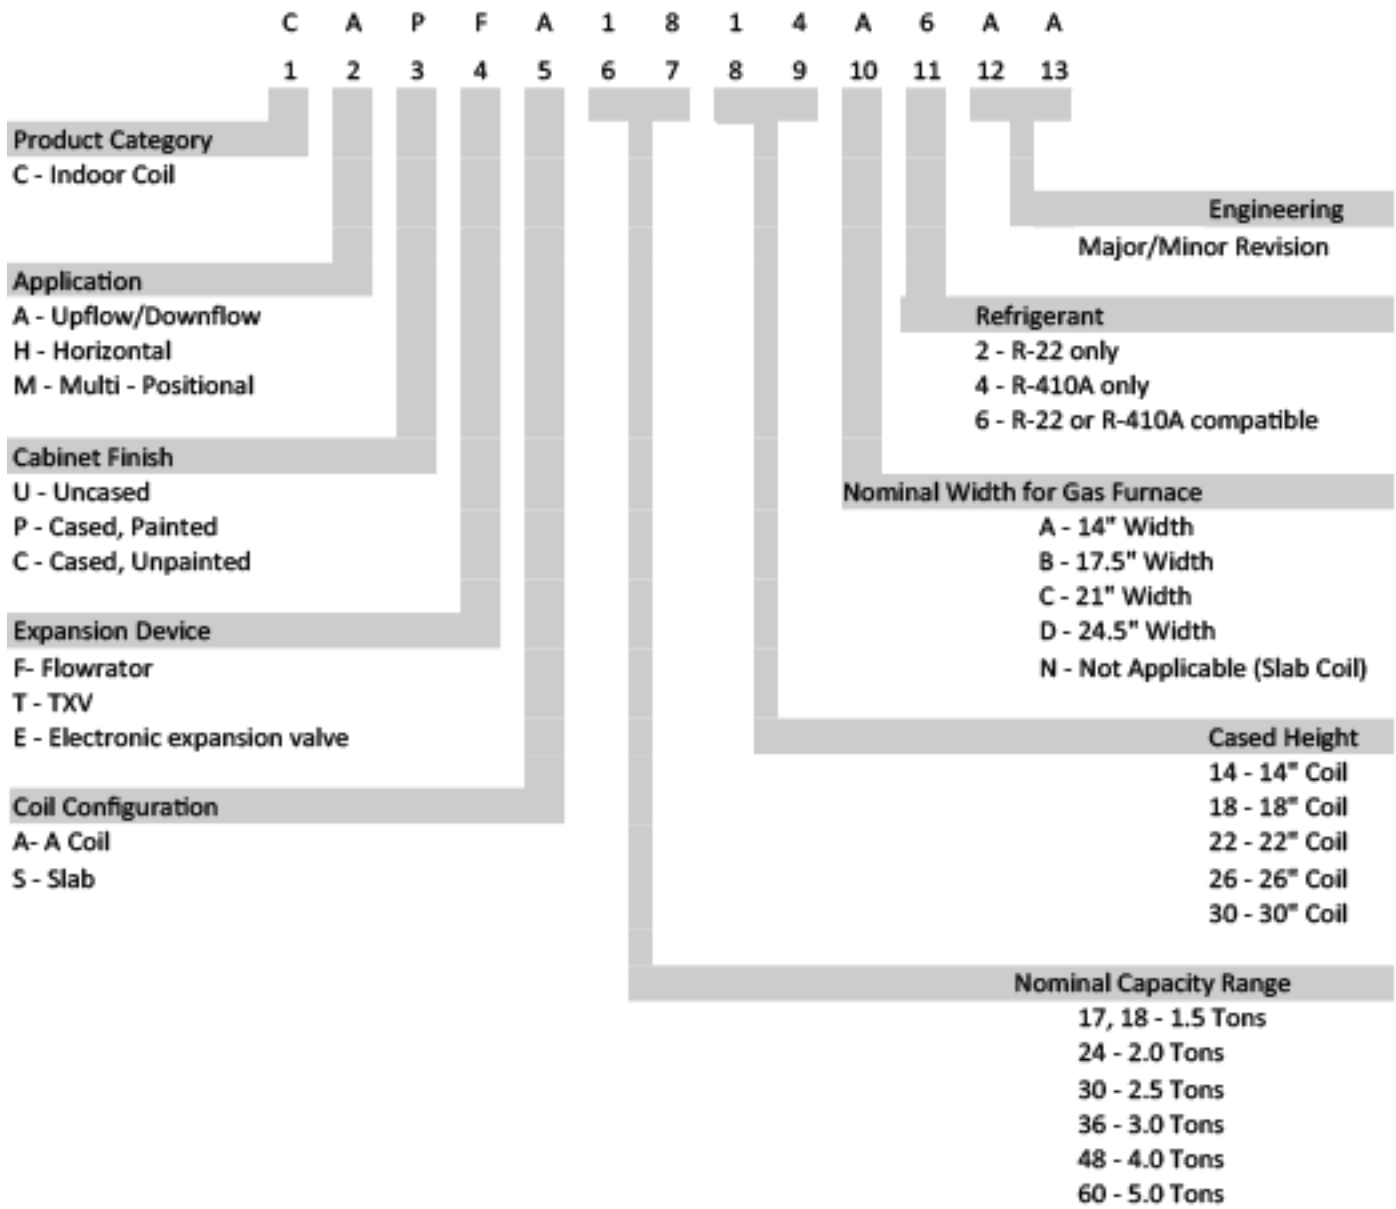 C A P F A 1 8 1 4 A 6 A A
1 2 3 4 5 6 7 8 9 10 11 12 13
Product Category
C - Indoor Coil
Application
A - Upflow/Downflow
H - Horizontal
M - Multi - Positional
Cabinet Finish
U - Uncased
P - Cased, Painted
C - Cased, Unpainted
Expansion Device
F- Flowrator
T - TXV
E - Electronic expansion valve
Coil Configuration
A- A Coil
S - Slab
Engineering
Major/Minor Revision
Refrigerant
2 - R-22 only
4 - R-410A only
6 - R-22 or R-410A compatible
Nominal Width for Gas Furnace
A - 14" Width
B - 17.5" Width
C - 21" Width
D - 24.5" Width
N - Not Applicable (Slab Coil)
Cased Height
14 - 14" Coil
18 - 18" Coil
22 - 22" Coil
26 - 26" Coil
30 - 30" Coil
Nominal Capacity Range
17, 18 - 1.5 Tons
24 - 2.0 Tons
30 - 2.5 Tons
36 - 3.0 Tons
48 - 4.0 Tons
60 - 5.0 Tons